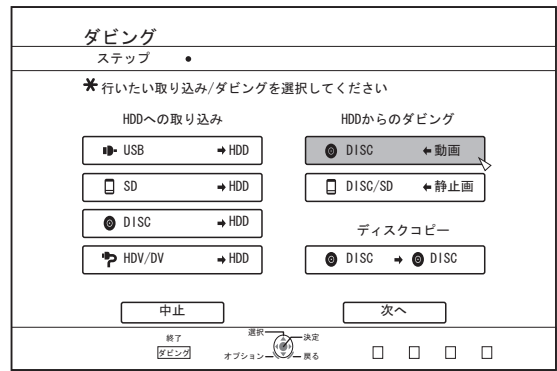 ダビング
ステップ ●
*行いたい取り込み/ダビングを選択してください
HDDへの取り込み
USB ➡HDD
SD ➡HDD
DISC ➡HDD
HDV/DV ➡HDD
HDDからのダビング
DISC ⬅動画
DISC/SD ⬅静止画
ディスクコピー
DISC ➡ DISC
中止
次へ
終了
ダビング
選択
決定
オプション
戻る